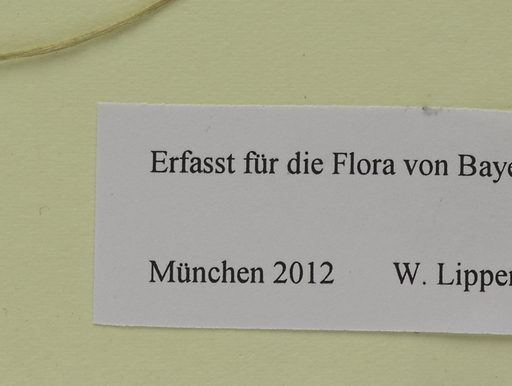 Erfasst für die Flora von Baye
München 2012 W. Lipper